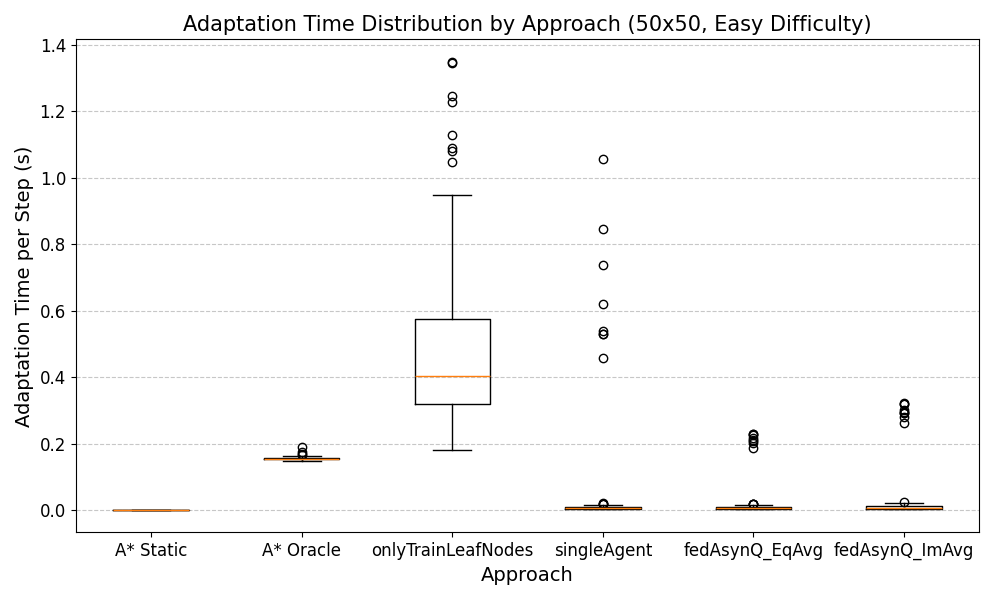 Adaptation Time Distribution by Approach (50x50, Easy Difficulty)
Adaptation Time per Step (s)
1.4
1.2
1.0
0.8
0.6
0.4
0.2
0.0
A* Static
A* Oracle
onlyTrainLeafNodes
singleAgent
fedAsynQ_EqAvg
fedAsynQ_ImAvg
Approach